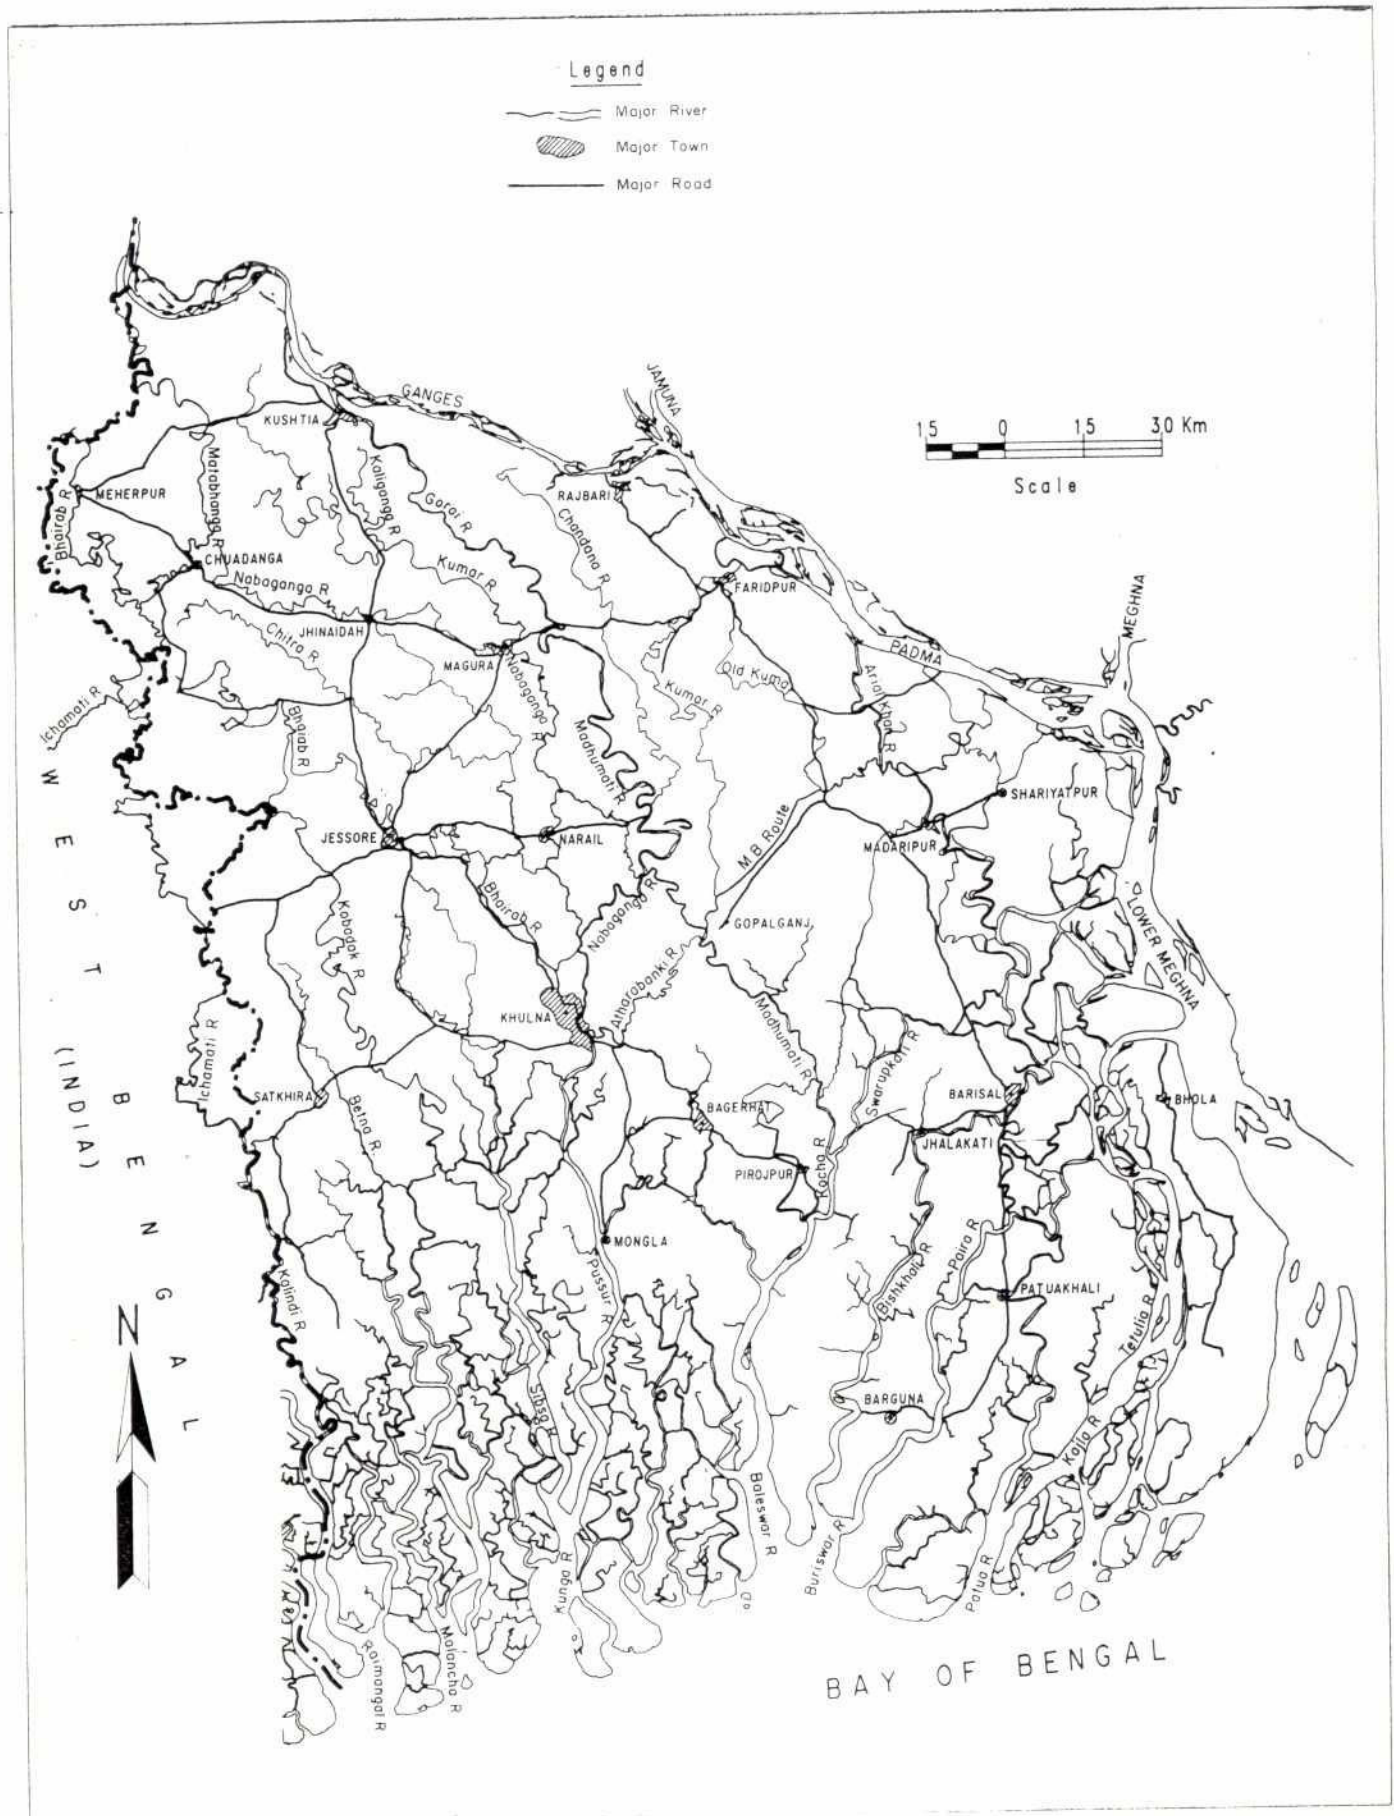 Legend
Major River
Major Town
Major Road
JAMUNA
GANGES
KUSHTIA
15 0 15 30 Km
Scale
MEHERPUR
Matabhanga R
Kaliganga R
Gorai R
RAJBARI
Chandana R
Bhairab R
CHUADANGA
Nabaganga R
Kumar R
FARIDPUR
MEGHNA
JHINAIDAH
Chitra R
MAGURA
Nabaganga R
Kumar R
Old Kuma
PADMA
Arial Khan R
Ichamati R
Bhairab R
Madhumati R
SHARIYATPUR
JESSORE
NARAIL
M.B. Route
MADARIPUR
WEST BENGAL
(INDIA)
Kobadak R
Bhairab R
Nabaganga R
GOPALGANJ
LOWER MEGHNA
KHULNA
Atharabanki R
Madhumati R
Swarupkati R
Ichamati R
SATKHIRA
Betna R.
BAGERHAT
BARISAL
BHOLA
JHALAKATI
PIROJPUR
Kocha R
MONGLA
Kalindi R
Pussur R
Bishkhali R
Paira R
PATUAKHALI
Tetulia R
N
Sibsa R
BARGUNA
Kajla R
Baleswar R
Buriswar R
Patua R
Kunga R
Malancha R
Raimangal R
BAY OF BENGAL